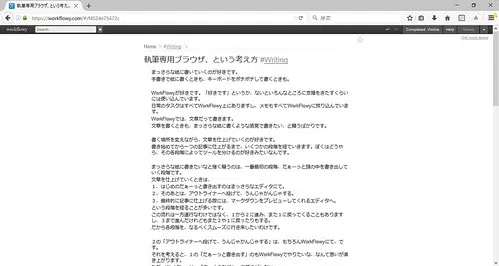 執筆専用ブラウザ、という考え方
https://workflowy.com/#/f4524e75422c
検索
workflowy
Search
Completed: Visible
Help
Saved
Get more space
Home > #Writing >
執筆専用ブラウザ、という考え方 #Writing
まっさらな紙に書いていくのが好きです。
手書きで紙に書くときも、キーボードをポチポチして書くときも。
WorkFlowyが好きです。「好きです」というか、ないといろんなところに支障をきたすくらい
には使い込んでいます。
日常のタスクはすべてWorkFlowy上にありますし、メモもすべてWorkFlowyに放り込んでいま
す。
WorkFlowyでは、文章だって書きます。
文章を書くときも、まっさらな紙に書くような感覚で書きたい、と願うばかりです。
書く場所を変えながら、文章を仕上げていくのが好きです。
書き始めてから一つの記事に仕上がるまで、いくつかの段階を経ていきます。ぼくはどうや
ら、その各段階によってツールを分けるのが好きみたいなんです。
まっさらな紙に書きたいなと強く願うのは、一番最初の段階。だぁーっと頭の中を書き出して
いく段階です。
文章を仕上げていくときは、
1．はじめのだぁーっと書き出すのはまっさらなエディタにて。
2．そのあとは、アウトライナーへ投げて、うんじゃかんじゃする。
3．最終的に記事に仕上げる際には、マークダウンをプレビューしてくれるエディタへ。
という段階を経ることが多いです。
この流れは一方通行なわけではなく、1から2に進み、また1に戻ってくることもありま
すし、3まで進んだけれどもまた2や1に戻ったりもする。
だから各段階を、なるべくスムーズに行き来したいわけです。
2の「アウトライナーへ投げて、うんじゃかんじゃする」は、もちろんWorkFlowyにて、で
す。
それを考えると、1の「だぁーっと書き出す」のもWorkFlowyでやりたいな、なんて思いが沸
き上がります。